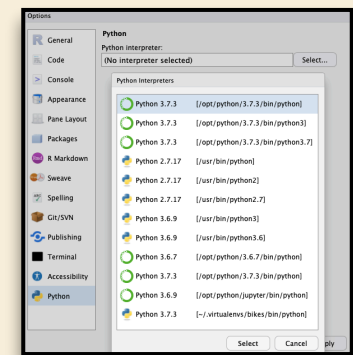 Options
General
Code
Console
Appearance
Pane Layout
Packages
R Markdown
Sweave
Spelling
Git/SVN
Publishing
Terminal
Accessibility
Python
Python
Python interpreter:
(No interpreter selected) Select...
Python Interpreters
Python 3.7.3 [/opt/python/3.7.3/bin/python]
Python 3.7.3 [/opt/python/3.7.3/bin/python3]
Python 3.7.3 [/opt/python/3.7.3/bin/python3.7]
Python 2.7.17 [/usr/bin/python]
Python 2.7.17 [/usr/bin/python2]
Python 2.7.17 [/usr/bin/python2.7]
Python 3.6.9 [/usr/bin/python3]
Python 3.6.9 [/usr/bin/python3.6]
Python 3.6.7 [/opt/python/3.6.7/bin/python]
Python 3.7.3 [/opt/python/3.7.3/bin/python]
Python 3.6.9 [/opt/python/jupyter/bin/python]
Python 3.7.3 [~/.virtualenvs/bikes/bin/python]
Select Cancel ply